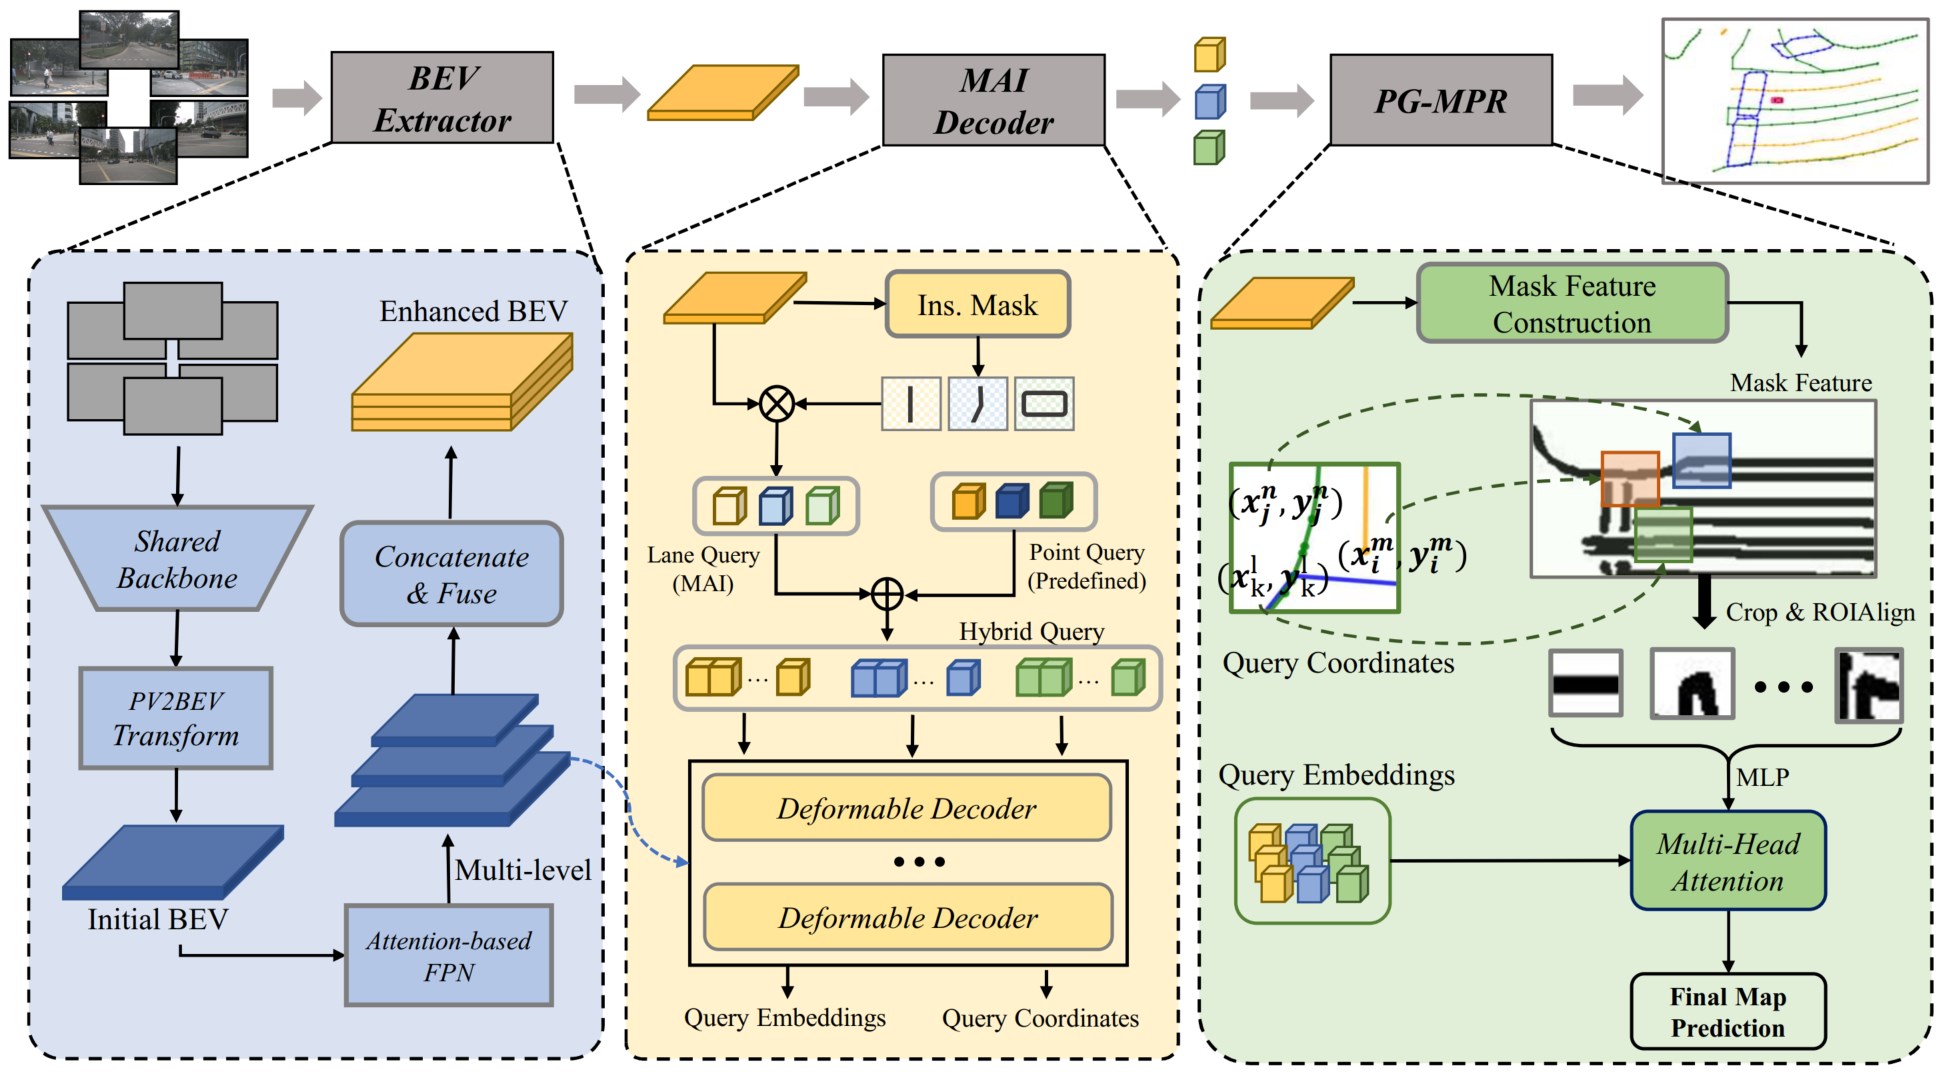 BEV
Extractor
MAI
Decoder
PG-MPR
Enhanced BEV
Shared
Backbone
Concatenate
& Fuse
PV2BEV
Transform
Multi-level
Initial BEV
Attention-based
FPN
Ins. Mask
Lane Query
(MAI)
Point Query
(Predefined)
Hybrid Query
...
...
...
Deformable Decoder
•••
Deformable Decoder
Query Embeddings
Query Coordinates
Mask Feature
Construction
Mask Feature
(x_j^n, y_j^n)
(x_i^m, y_i^m)
(x_k^l, y_k^l)
Crop & ROIAlign
Query Coordinates
•••
MLP
Query Embeddings
Multi-Head
Attention
Final Map
Prediction